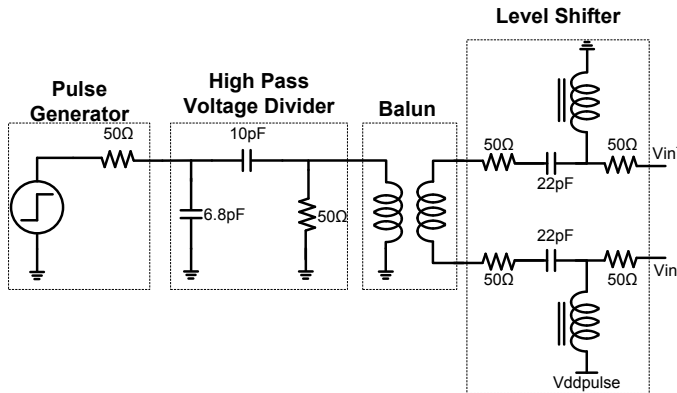 Level Shifter
Pulse
Generator
High Pass
Voltage Divider
Balun
50Ω
10pF
6.8pF
50Ω
50Ω
22pF
50Ω
Vin
22pF
50Ω
50Ω
Vin
Vddpulse